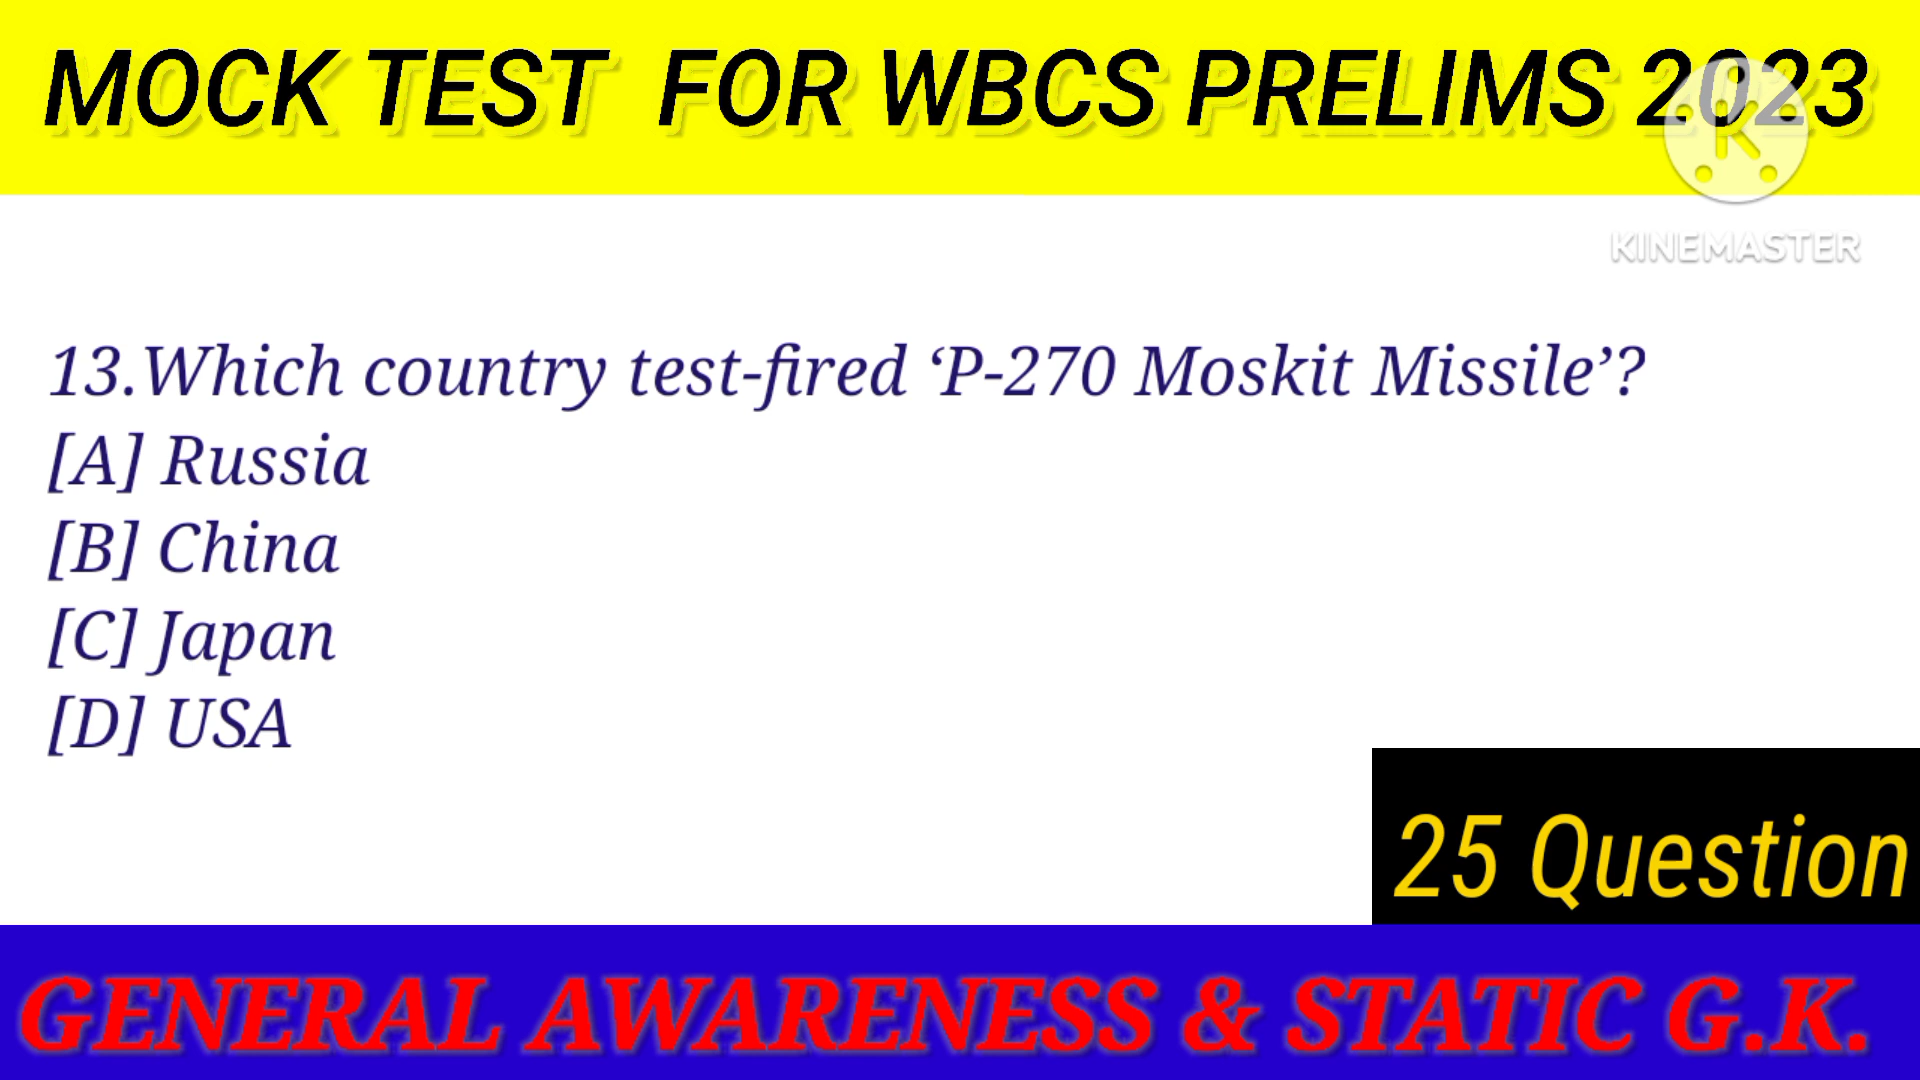 MOCK TEST FOR WBCS PRELIMS 2023
KINEMASTER
13.Which country test-fired ‘P-270 Moskit Missile’?
[A] Russia
[B] China
[C] Japan
[D] USA
25 Question
GENERAL AWARENESS & STATIC G.K.